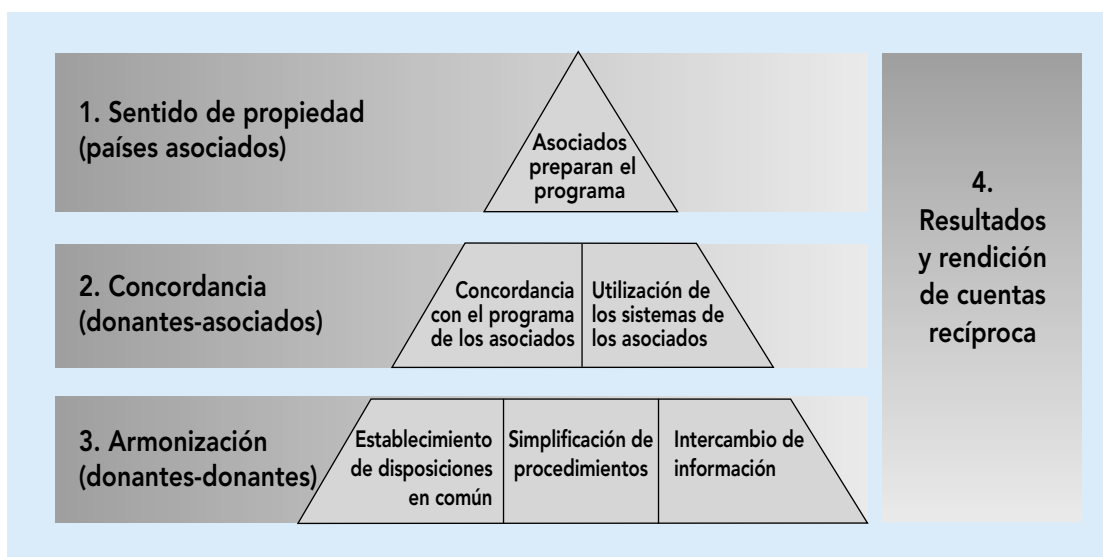 1. Sentido de propiedad
(países asociados)
Asociados
preparan el
programa
2. Concordancia
(donantes-asociados)
Concordancia
con el programa
de los asociados
Utilización de
los sistemas de
los asociados
3. Armonización
(donantes-donantes)
Establecimiento
de disposiciones
en común
Simplificación de
procedimientos
Intercambio de
información
4.
Resultados
y rendición
de cuentas
recíproca